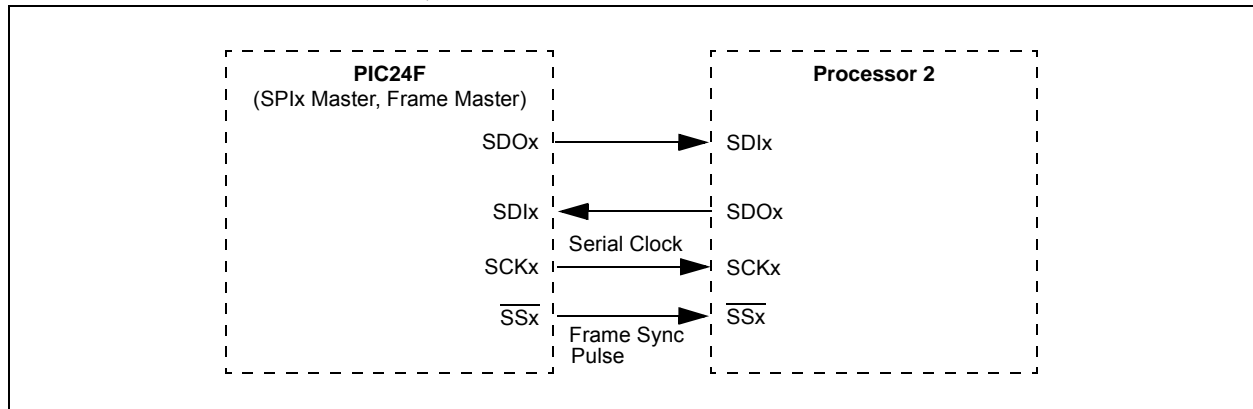 PIC24F
(SPIx Master, Frame Master)
Processor 2
SDOx
SDIx
SDIx
SDOx
Serial Clock
SCKx
SCKx
SSx
SSx
Frame Sync
Pulse